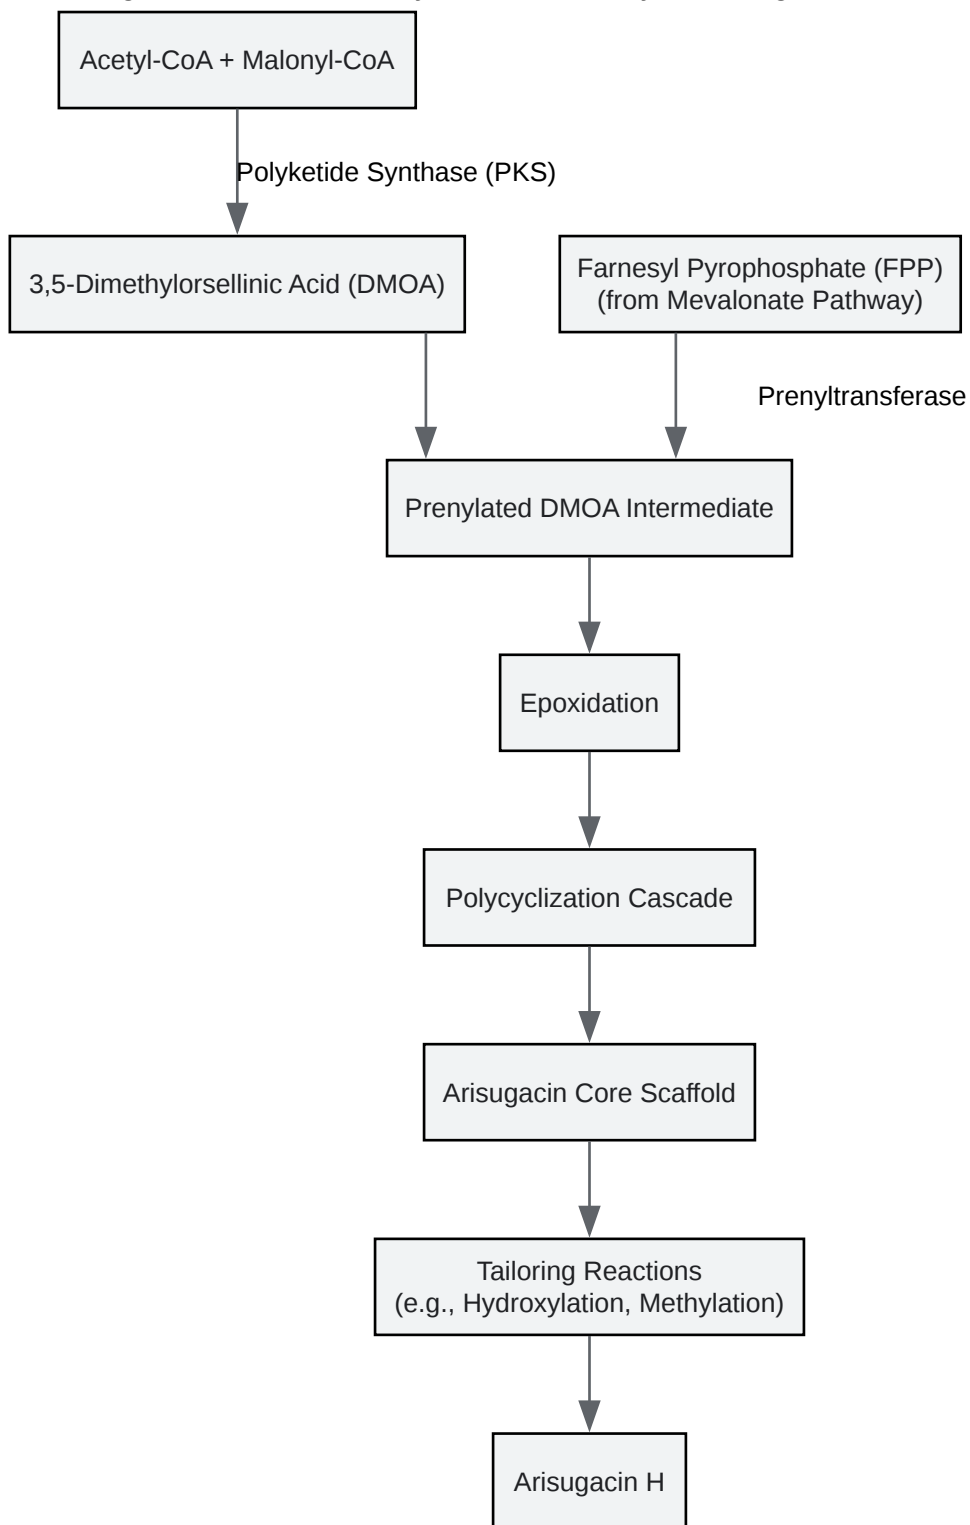 Acetyl-CoA + Malonyl-CoA
Polyketide Synthase (PKS)
3,5-Dimethylorsellinic Acid (DMOA)
Farnesyl Pyrophosphate (FPP)
(from Mevalonate Pathway)
Prenyltransferase
Prenylated DMOA Intermediate
Epoxidation
Polycyclization Cascade
Arisugacin Core Scaffold
Tailoring Reactions
(e.g., Hydroxylation, Methylation)
Arisugacin H